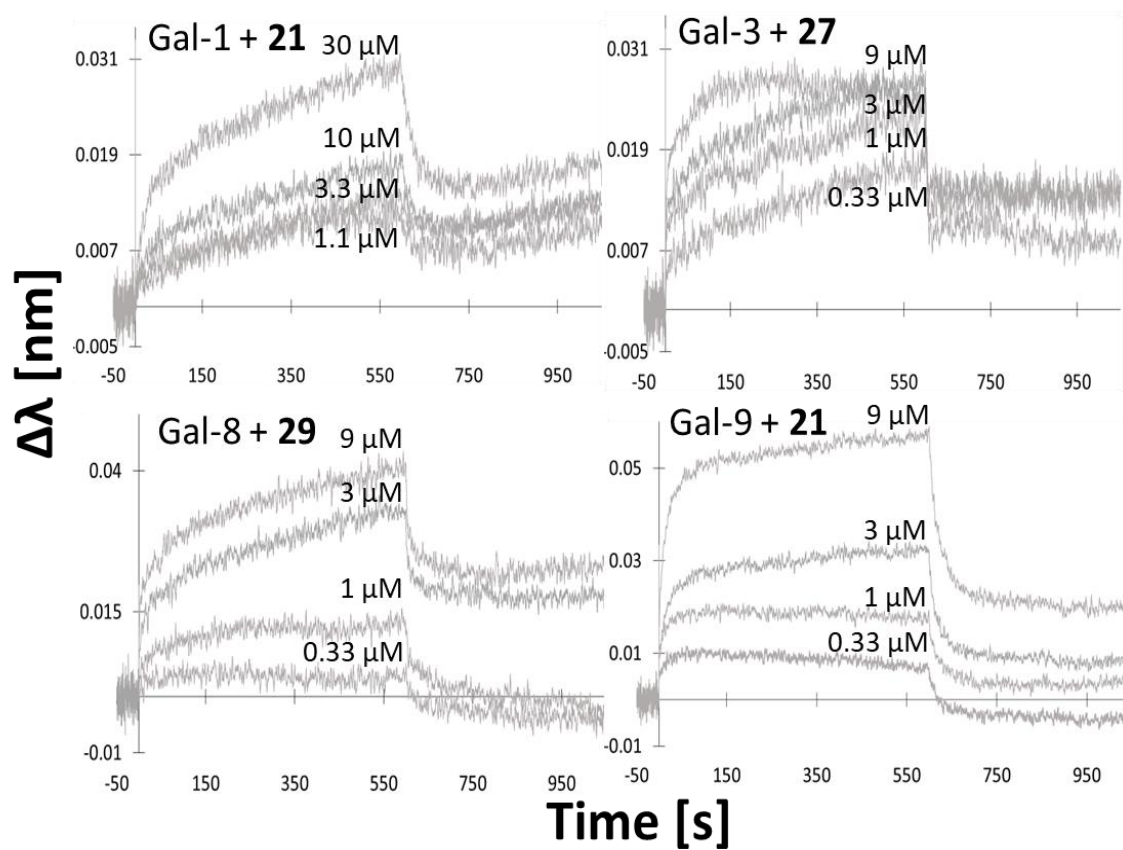 Gal-1 + 21
30 µM
10 µM
3.3 µM
1.1 µM
0.031
0.019
0.007
-0.005
-50 150 350 550 750 950
Gal-3 + 27
9 µM
3 µM
1 µM
0.33 µM
0.031
0.019
0.007
-0.005
-50 150 350 550 750 950
Δλ [nm]
Gal-8 + 29
9 µM
3 µM
1 µM
0.33 µM
0.04
0.015
-0.01
-50 150 350 550 750 950
Gal-9 + 21
9 µM
3 µM
1 µM
0.33 µM
0.05
0.03
0.01
-0.01
-50 150 350 550 750 950
Time [s]